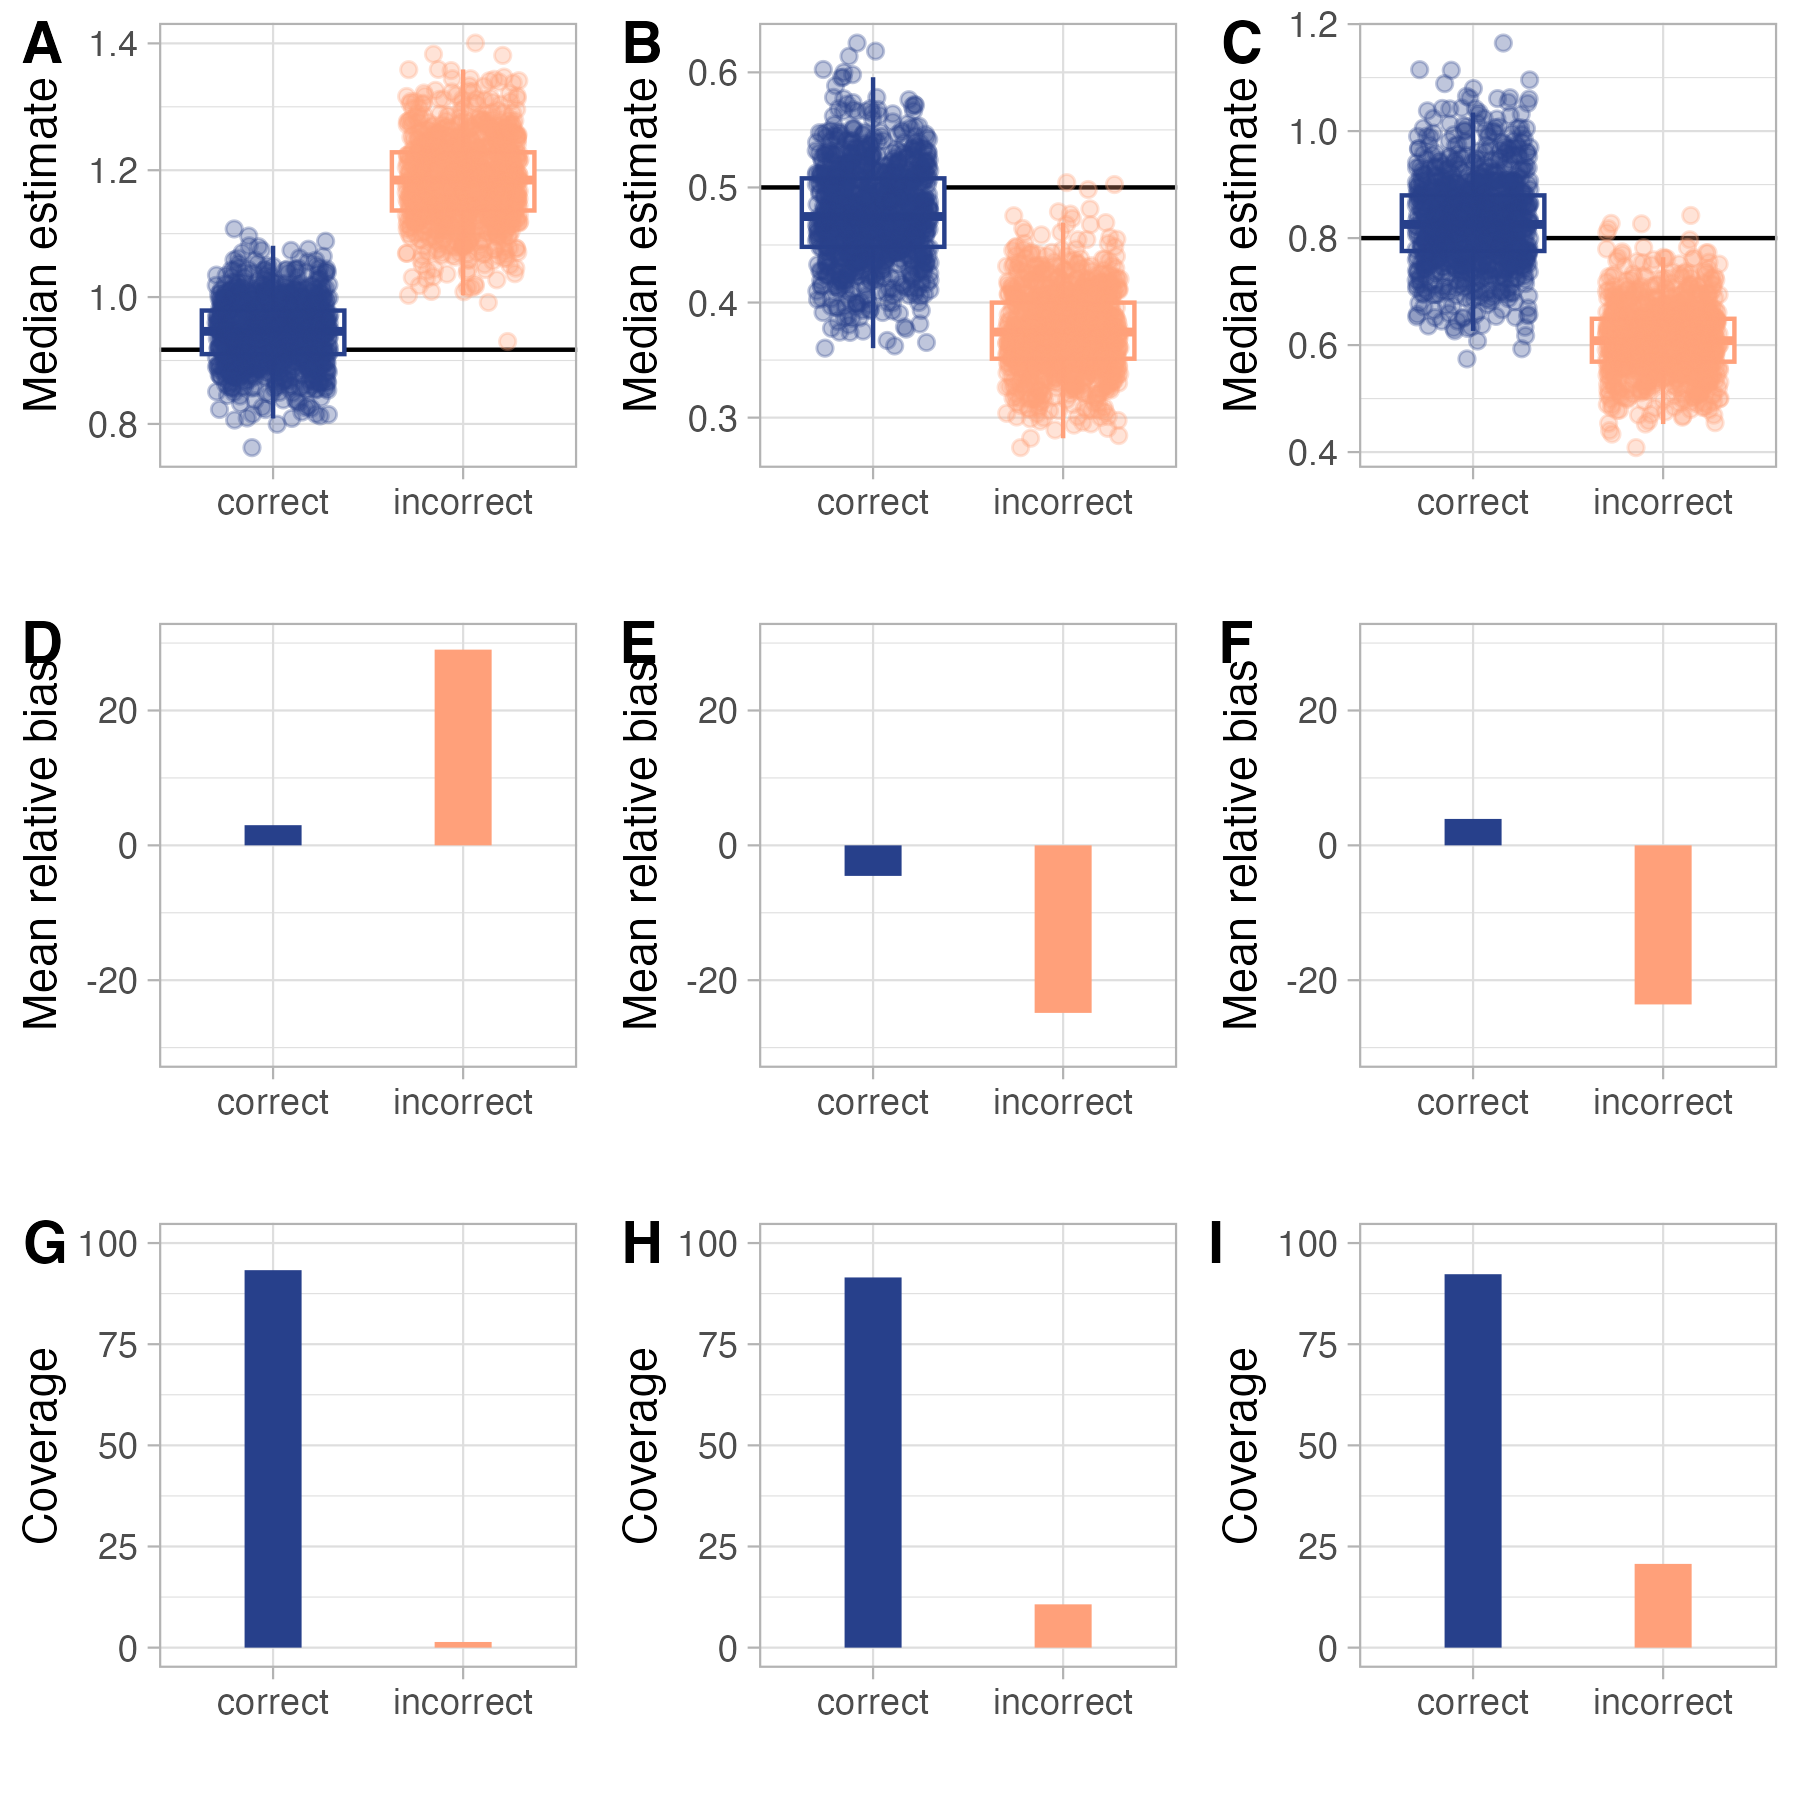 A
Median estimate
1.4
1.2
1.0
0.8
correct incorrect
B
Median estimate
0.6
0.5
0.4
0.3
correct incorrect
C
Median estimate
1.2
1.0
0.8
0.6
0.4
correct incorrect
D
Mean relative bias
20
0
-20
correct incorrect
E
Mean relative bias
20
0
-20
correct incorrect
F
Mean relative bias
20
0
-20
correct incorrect
G
Coverage
100
75
50
25
0
correct incorrect
H
Coverage
100
75
50
25
0
correct incorrect
I
Coverage
100
75
50
25
0
correct incorrect